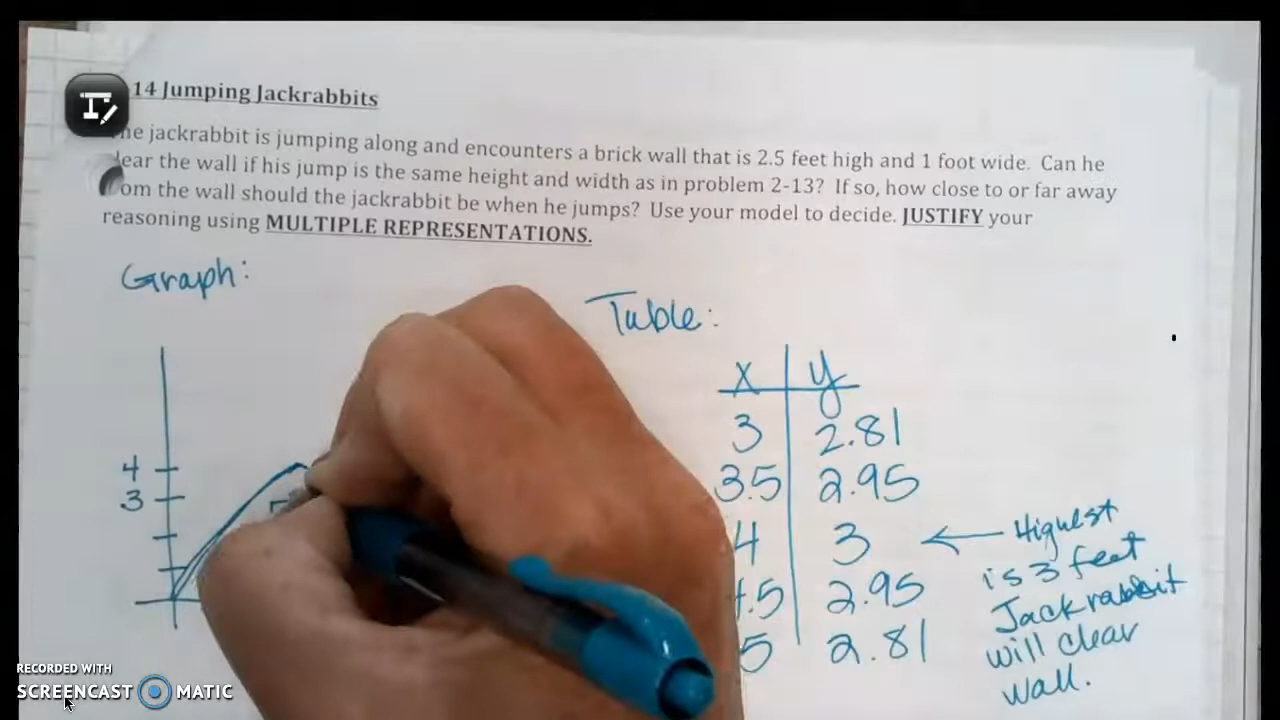 14 Jumping Jackrabbits
he jackrabbit is jumping along and encounters a brick wall that is 2.5 feet high and 1 foot wide. Can he
lear the wall if his jump is the same height and width as in problem 2-13? If so, how close to or far away
om the wall should the jackrabbit be when he jumps? Use your model to decide. JUSTIFY your
reasoning using MULTIPLE REPRESENTATIONS.
Graph:
Table:
x y
3 2.81
3.5 2.95
4 3
4.5 2.95
5 2.81
4
3
Highest
is 3 feet
Jackrabbit
will clear
wall.
RECORDED WITH
SCREENCAST MATIC